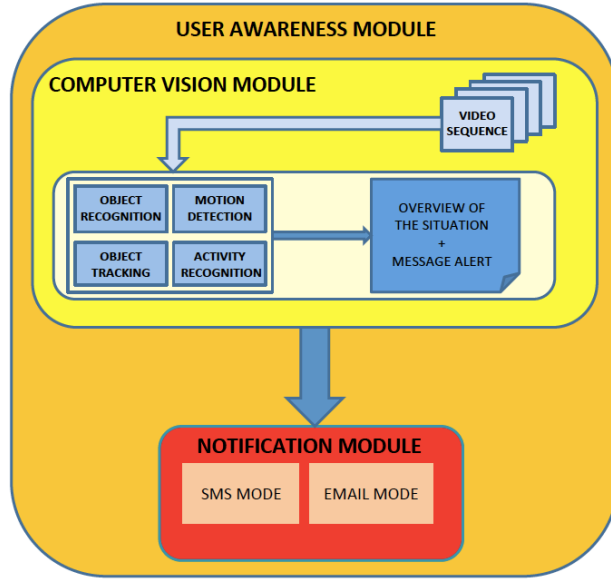 USER AWARENESS MODULE
COMPUTER VISION MODULE
VIDEO
SEQUENCE
OBJECT
RECOGNITION
MOTION
DETECTION
OBJECT
TRACKING
ACTIVITY
RECOGNITION
OVERVIEW OF
THE SITUATION
+
MESSAGE ALERT
NOTIFICATION MODULE
SMS MODE
EMAIL MODE